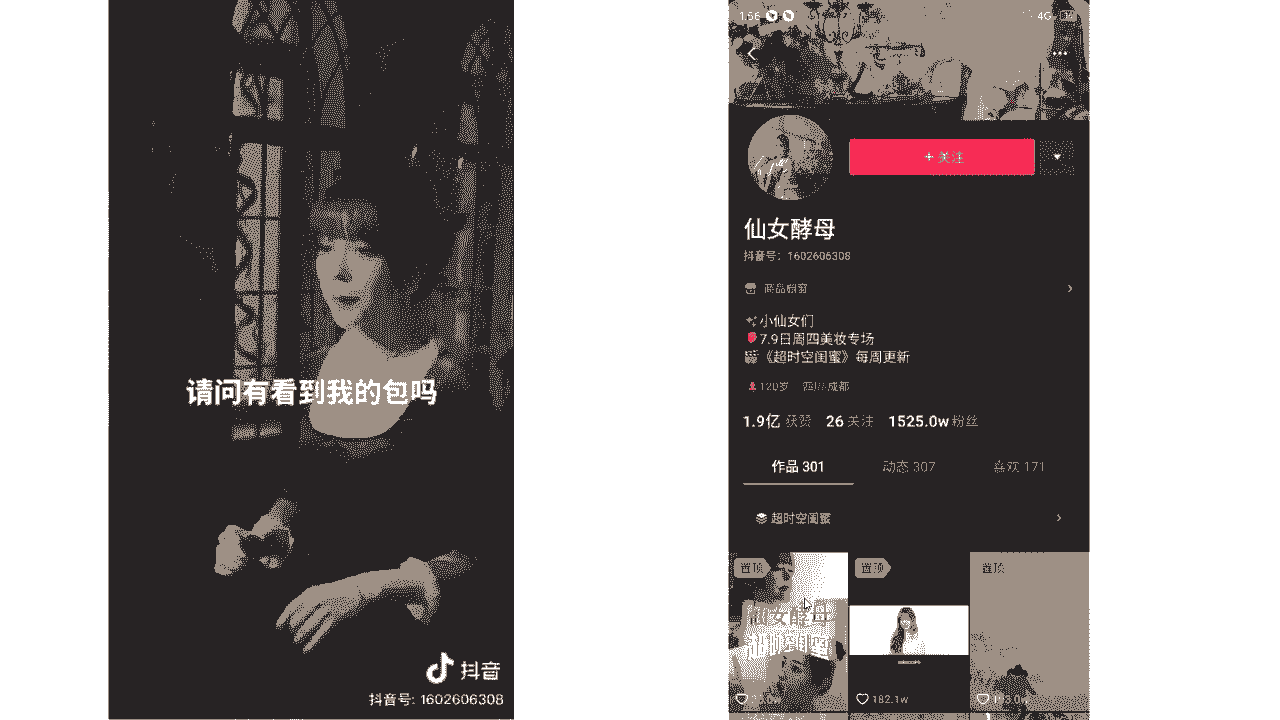 请问有看到我的包吗
抖音
抖音号: 1602606308
1:56
4G
+ 关注
仙女酵母
抖音号：1602606308
商品橱窗
小仙女们
7.9日周四美妆专场
《超时空闺蜜》每周更新
120岁 四川·成都
1.9亿 获赞 26 关注 1525.0w 粉丝
作品 301 动态 307 喜欢 171
超时空闺蜜
置顶 置顶 置顶
仙女酵母
超时空闺蜜
182.1w